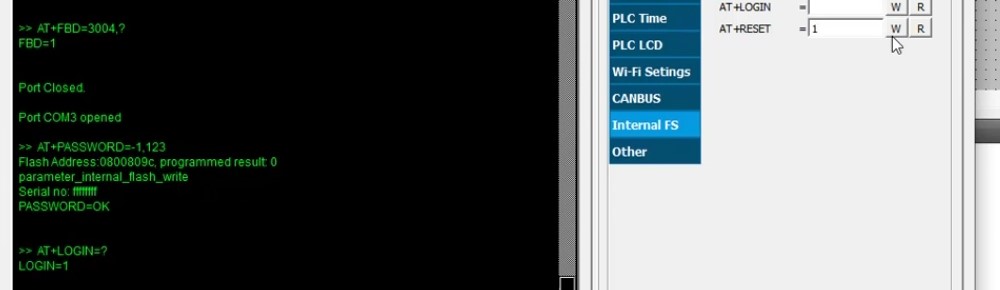 >> AT+FBD=3004,?
FBD=1
Port Closed.
Port COM3 opened
>> AT+PASSWORD=-1,123
Flash Address:0800809c, programmed result: 0
parameter_internal_flash_write
Serial no: ffffffff
PASSWORD=OK
>> AT+LOGIN=?
LOGIN=1
PLC Time
PLC LCD
Wi-Fi Setings
CANBUS
Internal FS
Other
AT+LOGIN = W R
AT+RESET =1 W R